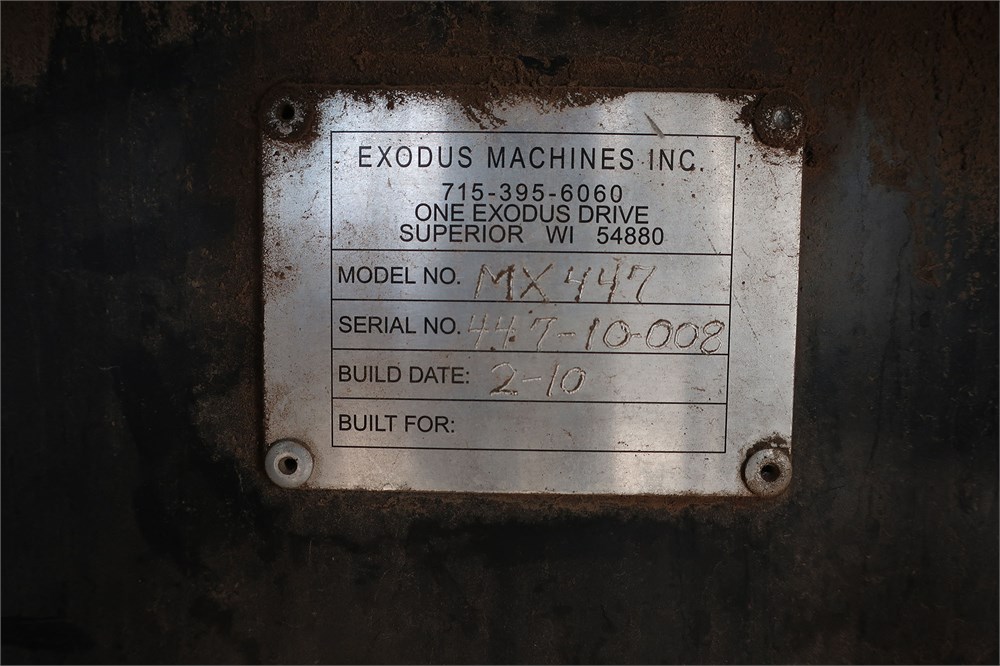 EXODUS MACHINES INC.
715-395-6060
ONE EXODUS DRIVE
SUPERIOR WI 54880
MODEL NO. MX447
SERIAL NO. 447-10-008
BUILD DATE: 2-10
BUILT FOR: